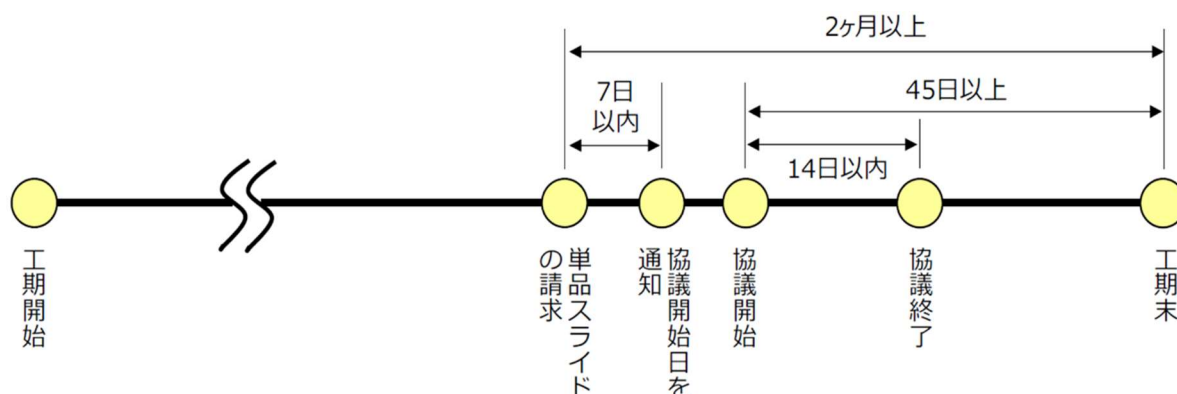 2ヶ月以上
7日
以内
45日以上
14日以内
工期開始
単品スライド
の請求
協議開始日を
通知
協議開始
協議終了
工期末